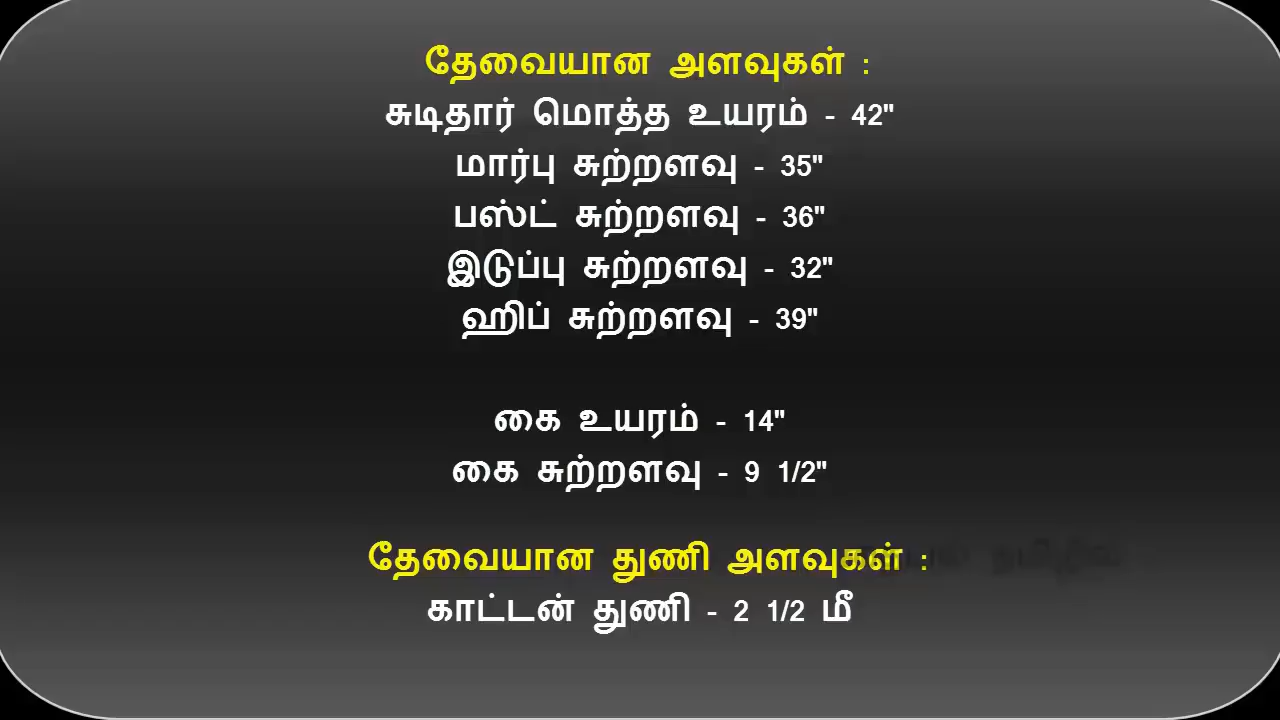 தேவையான அளவுகள் :
சுடிதார் மொத்த உயரம் - 42"
மார்பு சுற்றளவு - 35"
பஸ்ட் சுற்றளவு - 36"
இடுப்பு சுற்றளவு - 32"
ஹிப் சுற்றளவு - 39"
கை உயரம் - 14"
கை சுற்றளவு - 9 1/2"
தேவையான துணி அளவுகள் :
காட்டன் துணி - 2 1/2 மீ